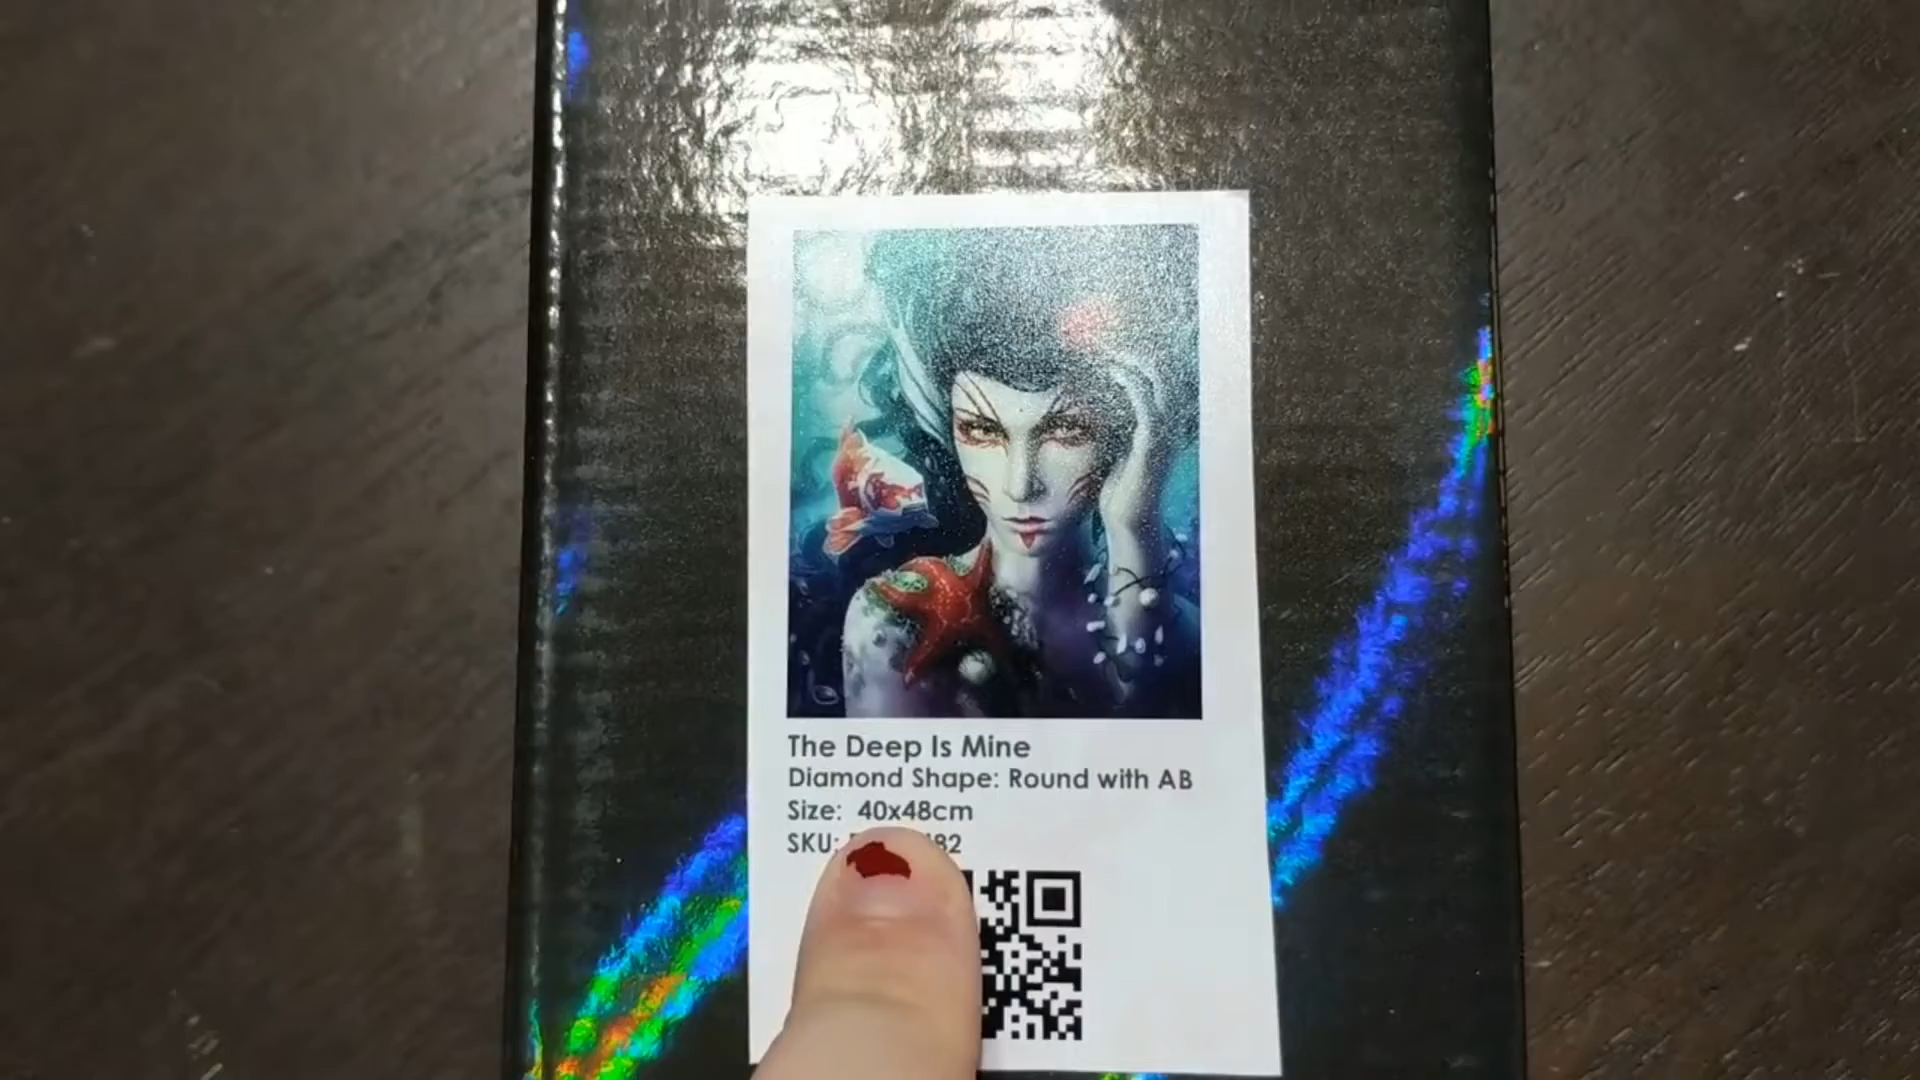 The Deep Is Mine
Diamond Shape: Round with AB
Size: 40x48cm
SKU: